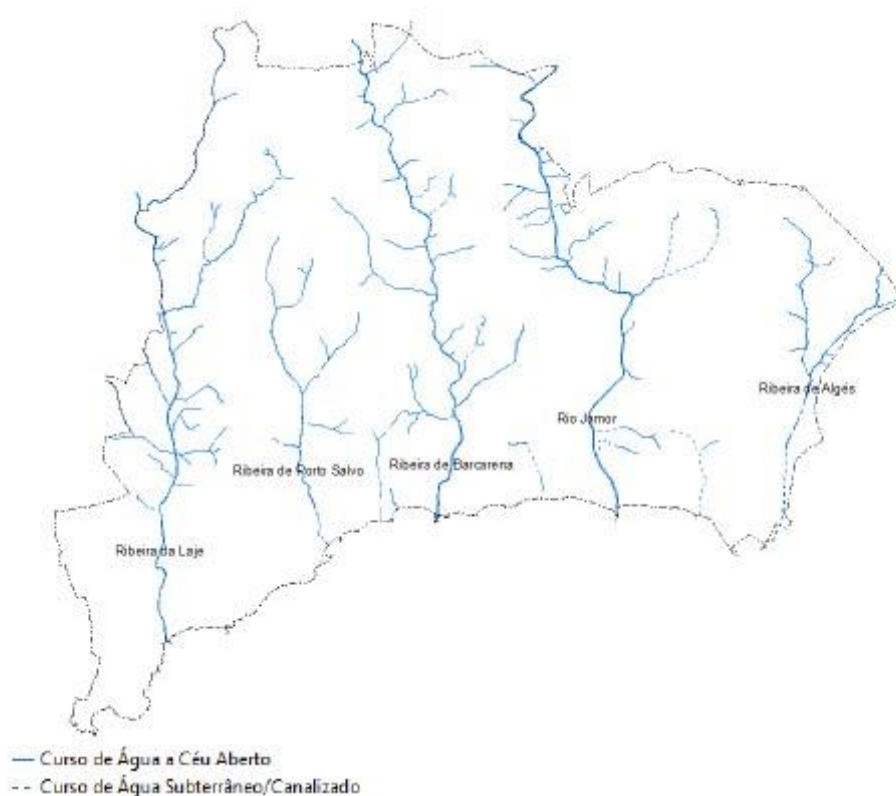 Ribeira de Algés
Rio Jamor
Ribeira de Porto Salvo
Ribeira de Barcarena
Ribeira da Laje
Curso de Água a Céu Aberto
Curso de Água Subterrâneo/Canalizado